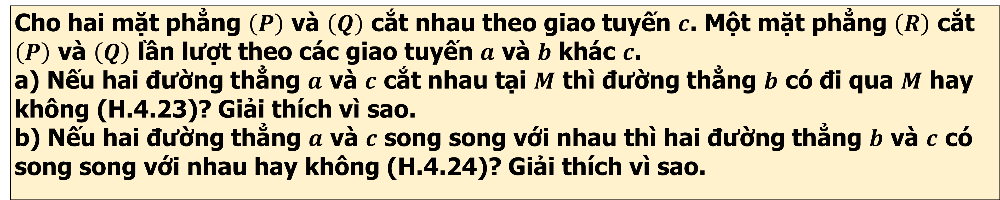 Cho hai mặt phẳng (P) và (Q) cắt nhau theo giao tuyến c. Một mặt phẳng (R) cắt
(P) và (Q) lần lượt theo các giao tuyến a và b khác c.
a) Nếu hai đường thẳng a và c cắt nhau tại M thì đường thẳng b có đi qua M hay
không (H.4.23)? Giải thích vì sao.
b) Nếu hai đường thẳng a và c song song với nhau thì hai đường thẳng b và c có
song song với nhau hay không (H.4.24)? Giải thích vì sao.